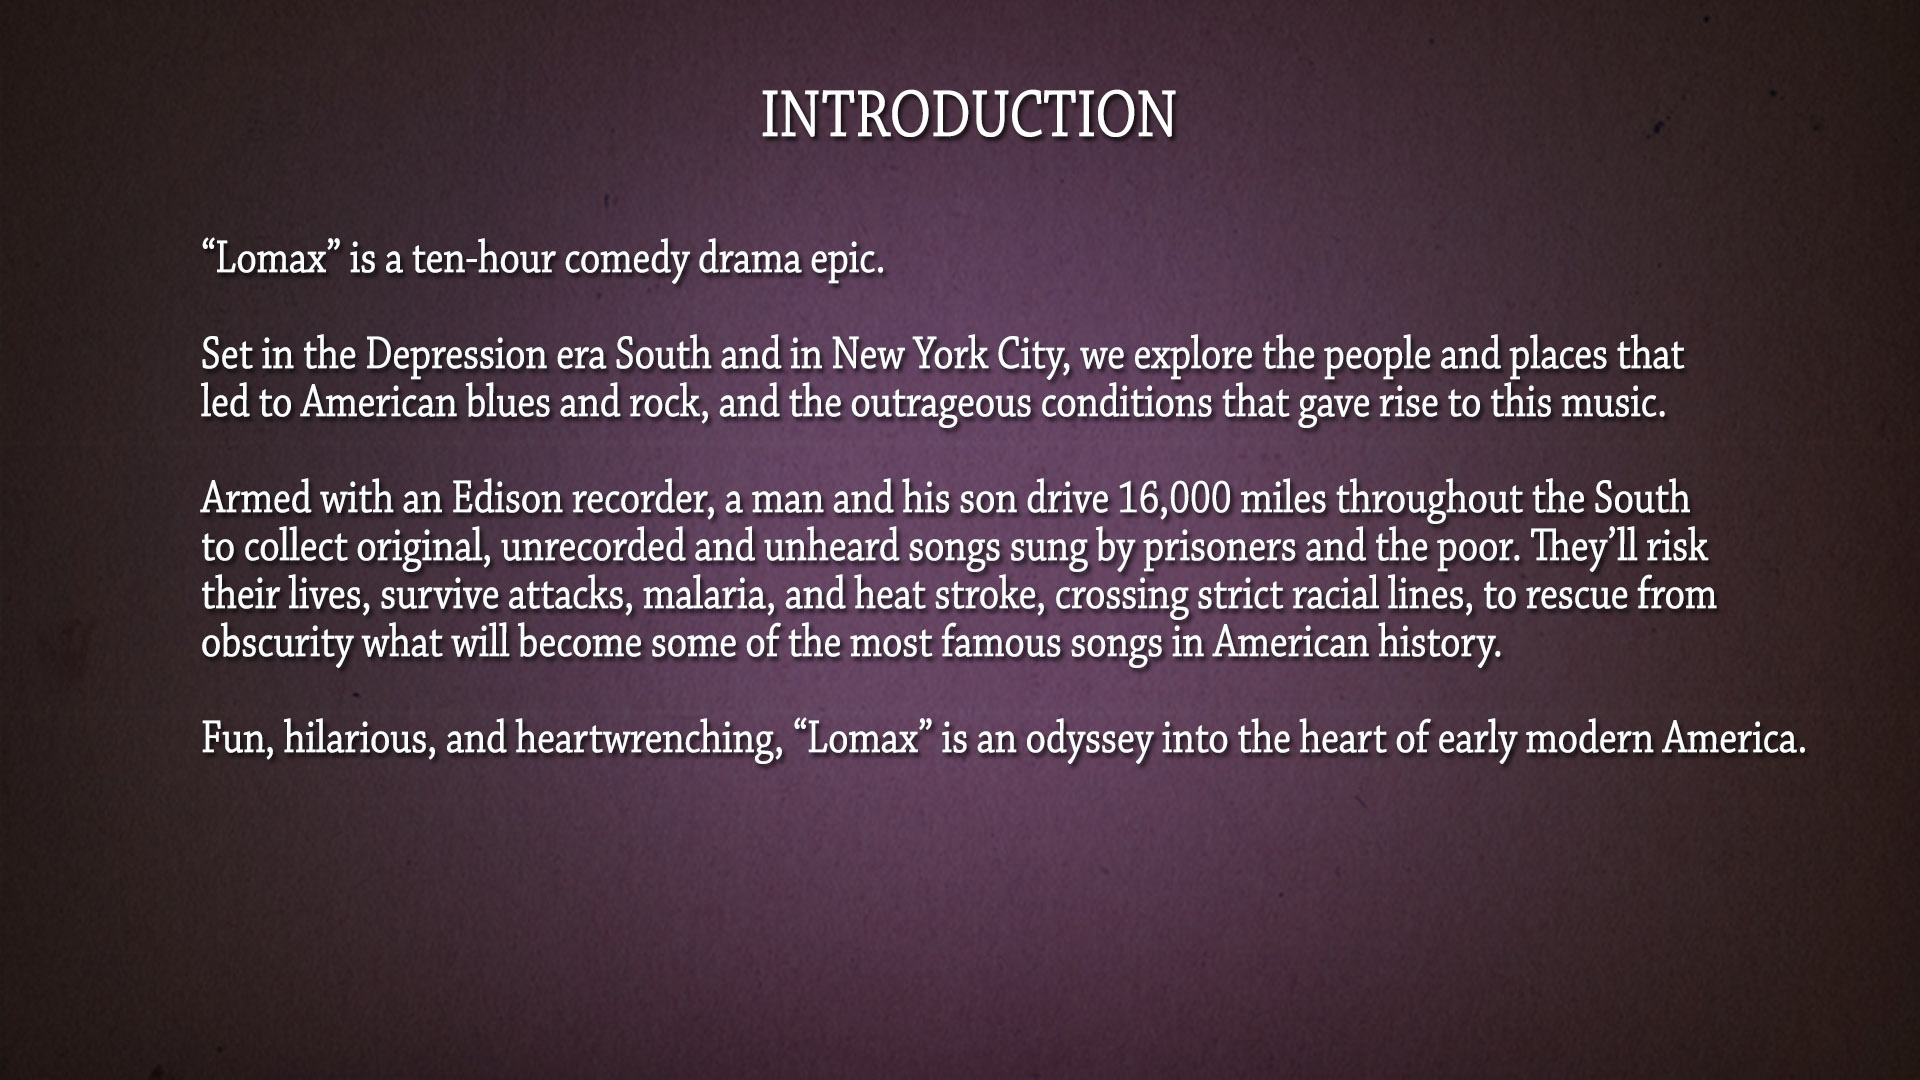 INTRODUCTION
“Lomax” is a ten-hour comedy drama epic.
Set in the Depression era South and in New York City, we explore the people and places that
led to American blues and rock, and the outrageous conditions that gave rise to this music.
Armed with an Edison recorder, a man and his son drive 16,000 miles throughout the South
to collect original, unrecorded and unheard songs sung by prisoners and the poor. They’ll risk
their lives, survive attacks, malaria, and heat stroke, crossing strict racial lines, to rescue from
obscurity what will become some of the most famous songs in American history.
Fun, hilarious, and heartwrenching, “Lomax” is an odyssey into the heart of early modern America.